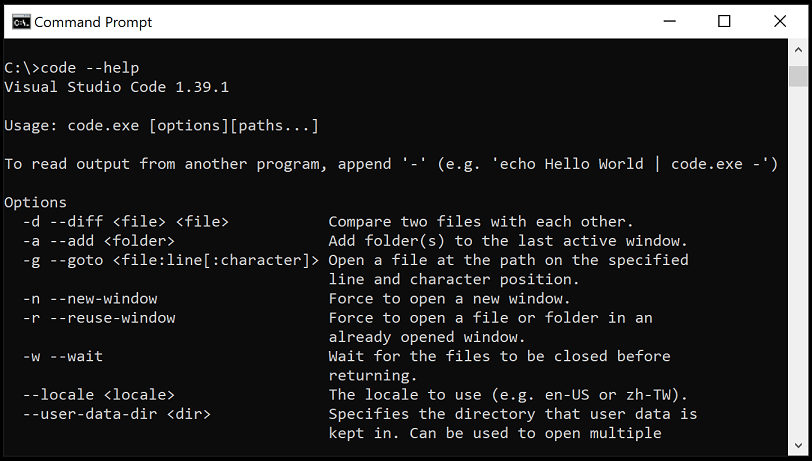 Command Prompt
C:\>code --help
Visual Studio Code 1.39.1
Usage: code.exe [options][paths...]
To read output from another program, append '-' (e.g. 'echo Hello World | code.exe -')
Options
-d --diff <file> <file> Compare two files with each other.
-a --add <folder> Add folder(s) to the last active window.
-g --goto <file:line[:character]> Open a file at the path on the specified
line and character position.
-n --new-window Force to open a new window.
-r --reuse-window Force to open a file or folder in an
already opened window.
-w --wait Wait for the files to be closed before
returning.
--locale <locale> The locale to use (e.g. en-US or zh-TW).
--user-data-dir <dir> Specifies the directory that user data is
kept in. Can be used to open multiple